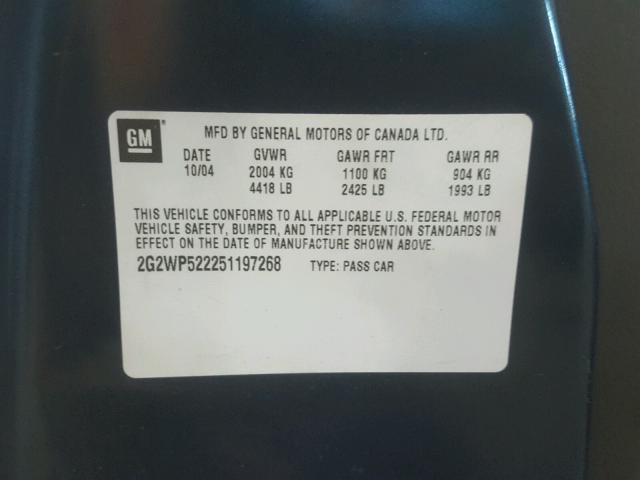 GM MFD BY GENERAL MOTORS OF CANADA LTD.
DATE GVWR GAWR FRT GAWR RR
10/04 2004 KG 1100 KG 904 KG
4418 LB 2425 LB 1993 LB
THIS VEHICLE CONFORMS TO ALL APPLICABLE U.S. FEDERAL MOTOR
VEHICLE SAFETY, BUMPER, AND THEFT PREVENTION STANDARDS IN
EFFECT ON THE DATE OF MANUFACTURE SHOWN ABOVE.
2G2WP522251197268 TYPE: PASS CAR